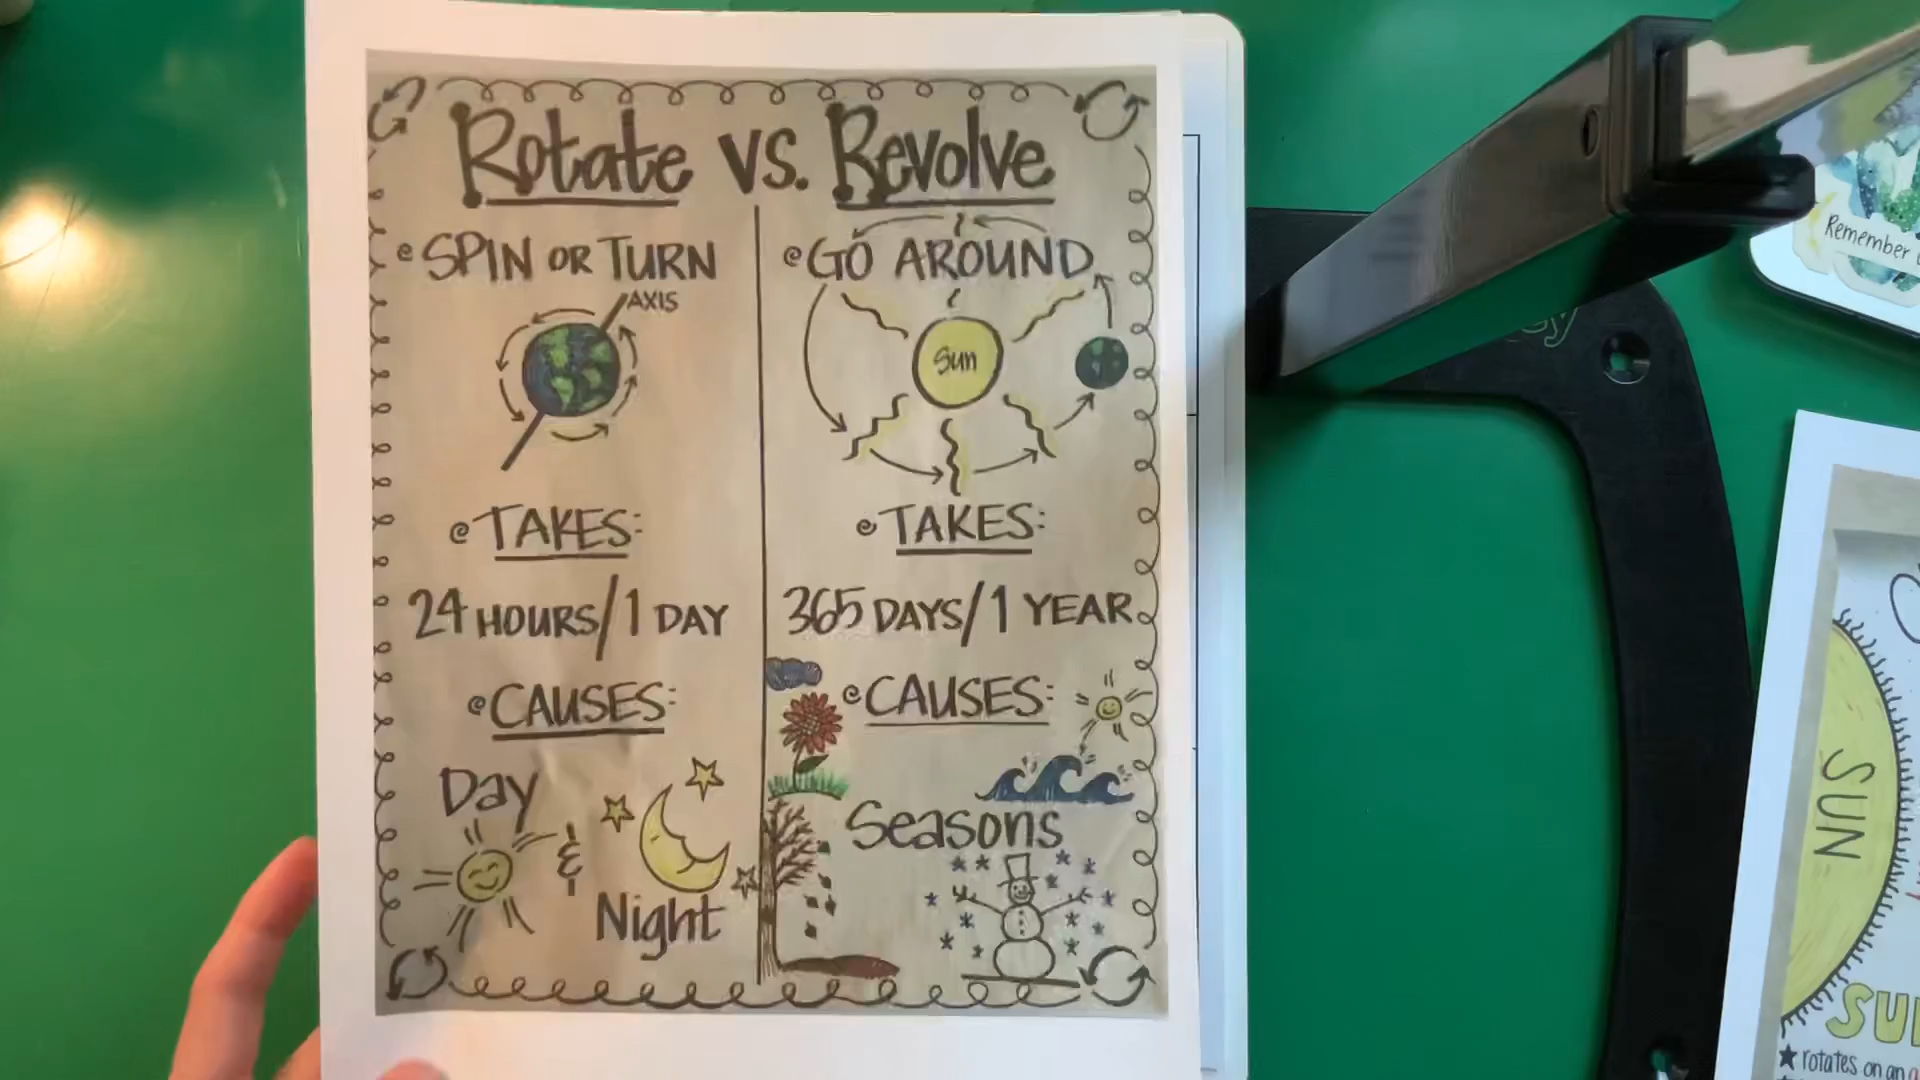 Rotate vs. Revolve
SPIN OR TURN
AXIS
TAKES:
24 HOURS/1 DAY
CAUSES:
Day
&
Night
GO AROUND
Sun
TAKES:
365 DAYS/1 YEAR
CAUSES:
Seasons
Remember
SUN
SU
rotates on an